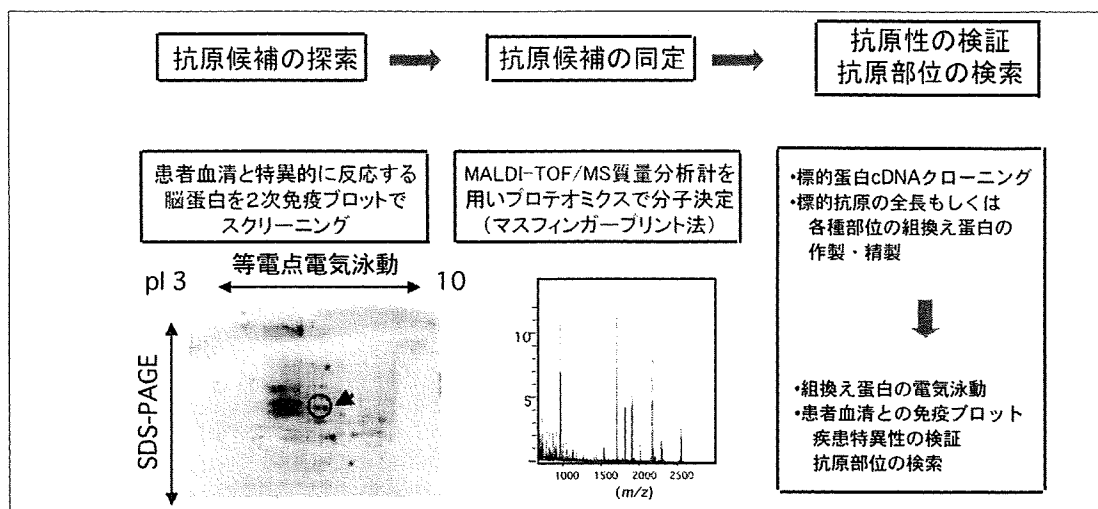 抗原候補の探索
抗原候補の同定
抗原性の検証
抗原部位の検索
患者血清と特異的に反応する
脳蛋白を2次免疫ブロットで
スクリーニング
等電点電気泳動
pI 3
10
SDS-PAGE
MALDI-TOF/MS質量分析計を
用いプロテオミクスで分子決定
(マスフィンガープリント法)
10
5
1000
1500
2000
2500
(m/z)
•標的蛋白cDNAクローニング
•標的抗原の全長もしくは
各種部位の組換え蛋白の
作製・精製
•組換え蛋白の電気泳動
•患者血清との免疫ブロット
疾患特異性の検証
抗原部位の検索